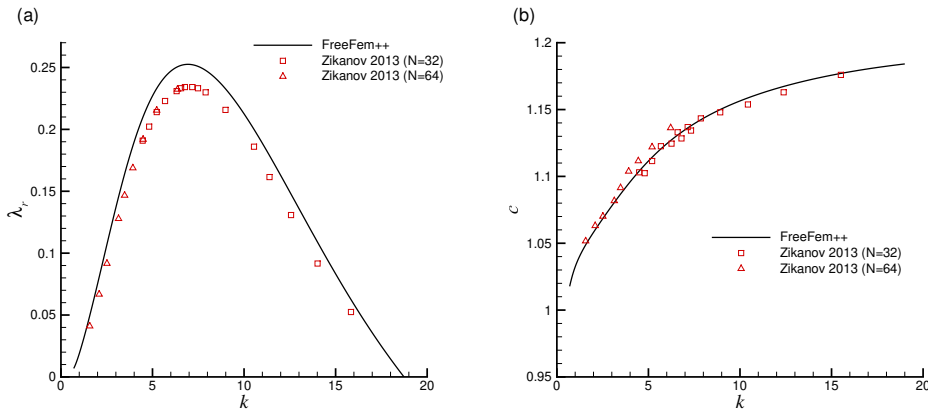 (a)
FreeFem++
Zikanov 2013 (N=32)
Zikanov 2013 (N=64)
0.25
0.2
0.15
0.1
0.05
0
λr
0 5 10 15 20
k
(b)
1.2
1.15
1.1
1.05
1
0.95
c
FreeFem++
Zikanov 2013 (N=32)
Zikanov 2013 (N=64)
0 5 10 15 20
k